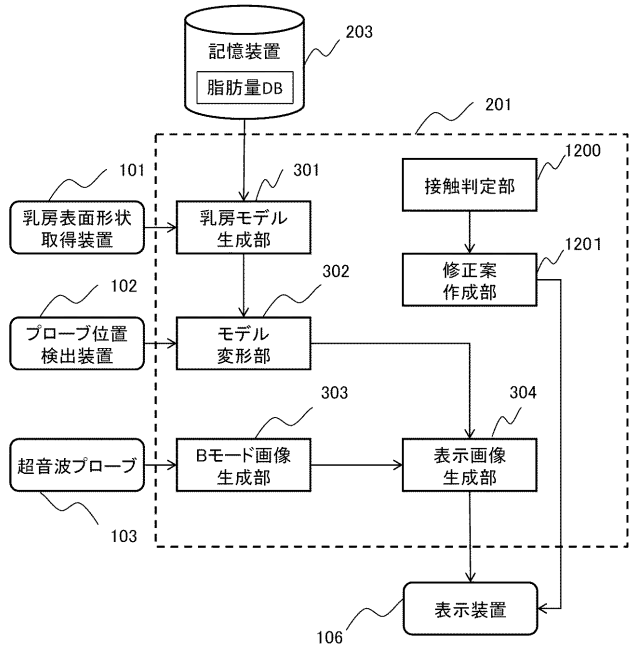 記憶装置
脂肪量DB
203
201
101
乳房表面形状
取得装置
301
乳房モデル
生成部
1200
接触判定部
1201
修正案
作成部
102
プローブ位置
検出装置
302
モデル
変形部
303
Bモード画像
生成部
304
表示画像
生成部
超音波プローブ
103
表示装置
106